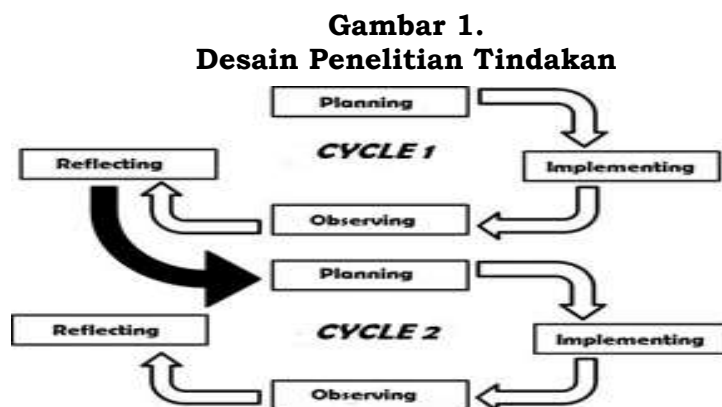 Gambar 1.
Desain Penelitian Tindakan
Planning
CYCLE 1
Reflecting
Implementing
Observing
Planning
Reflecting
CYCLE 2
Implementing
Observing